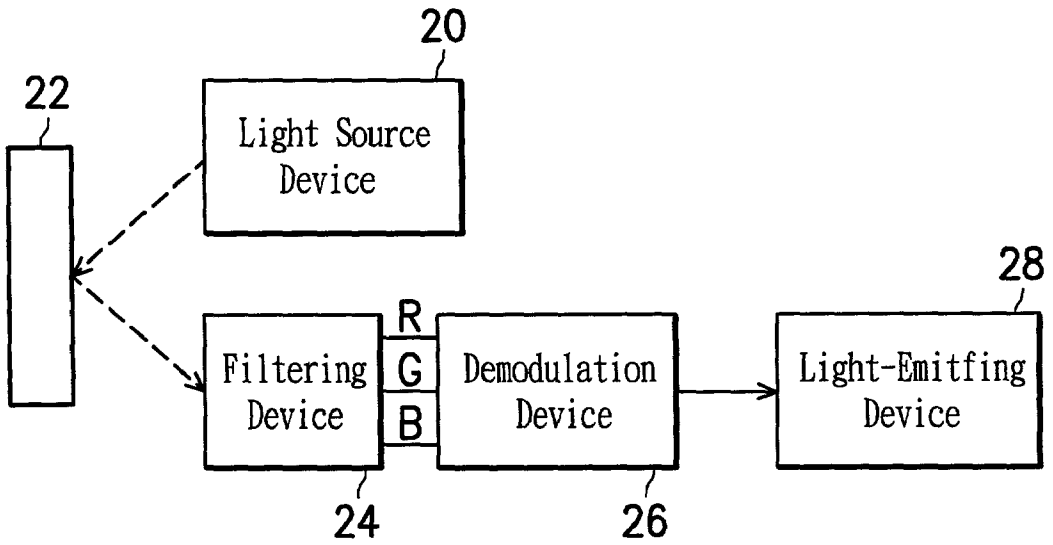 20
22
Light Source
Device
28
R
G
B
Filtering
Device
Demodulation
Device
Light-Emitfing
Device
24
26